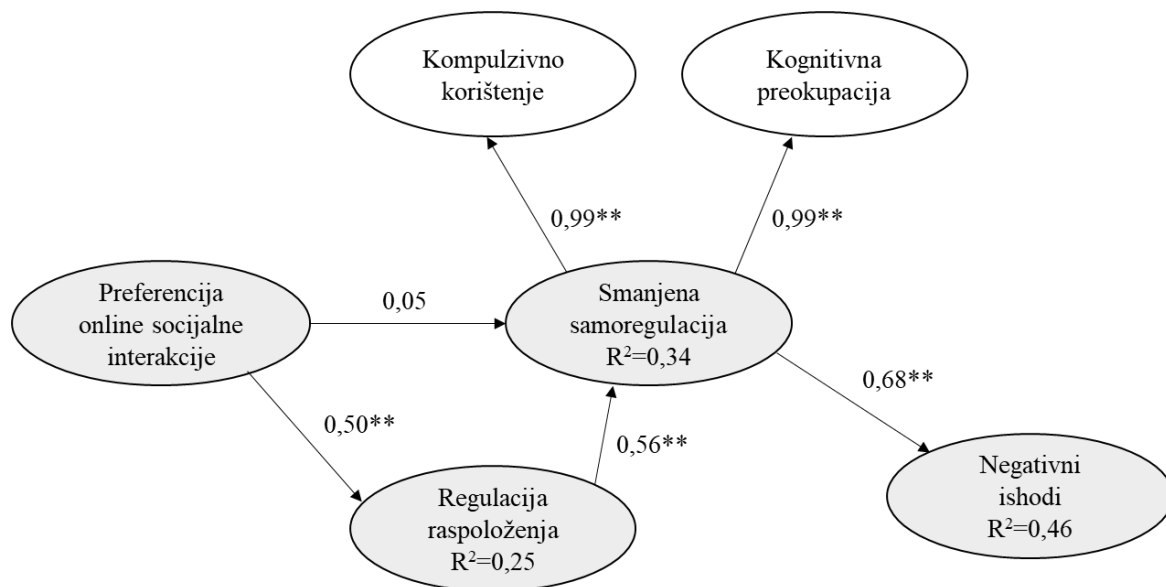 Kompulzivno
korištenje
Kognitivna
preokupacija
0,99**
0,99**
Preferencija
online socijalne
interakcije
0,05
Smanjena
samoregulacija
R²=0,34
0,50**
0,56**
0,68**
Regulacija
raspoloženja
R²=0,25
Negativni
ishodi
R²=0,46